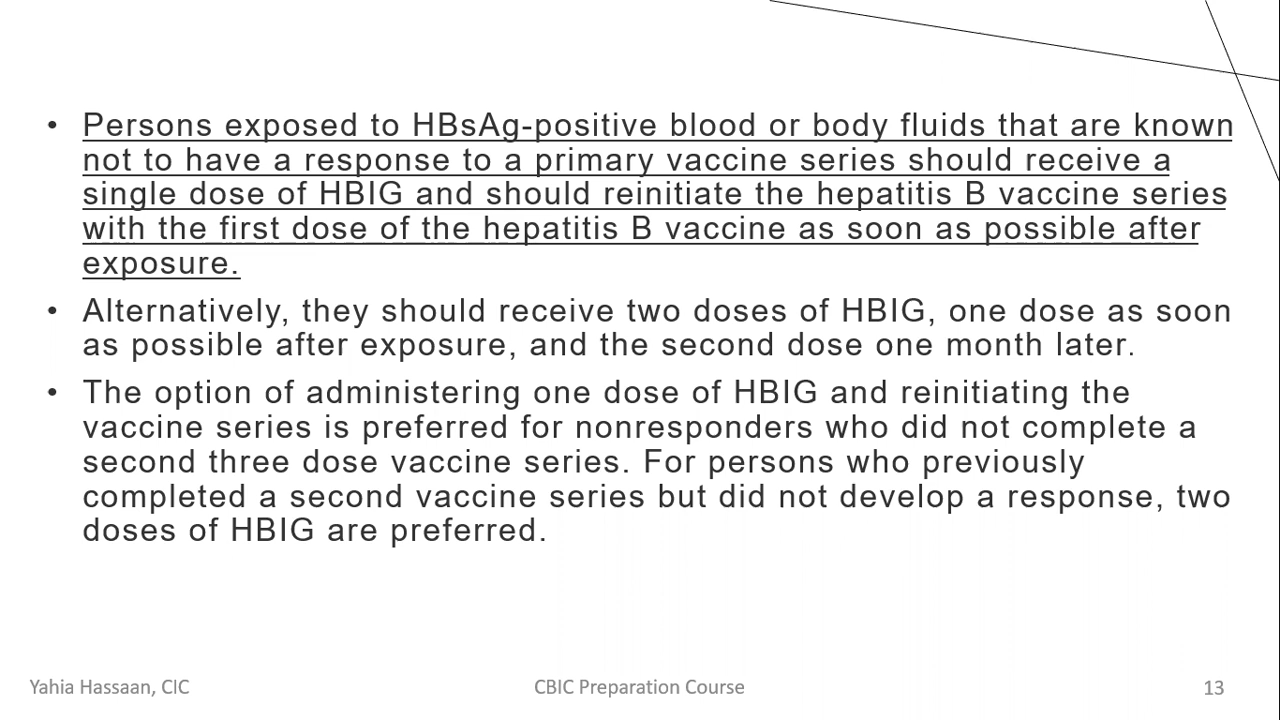 • Persons exposed to HBsAg-positive blood or body fluids that are known
not to have a response to a primary vaccine series should receive a
single dose of HBIG and should reinitiate the hepatitis B vaccine series
with the first dose of the hepatitis B vaccine as soon as possible after
exposure.
• Alternatively, they should receive two doses of HBIG, one dose as soon
as possible after exposure, and the second dose one month later.
• The option of administering one dose of HBIG and reinitiating the
vaccine series is preferred for nonresponders who did not complete a
second three dose vaccine series. For persons who previously
completed a second vaccine series but did not develop a response, two
doses of HBIG are preferred.
Yahia Hassaan, CIC
CBIC Preparation Course
13